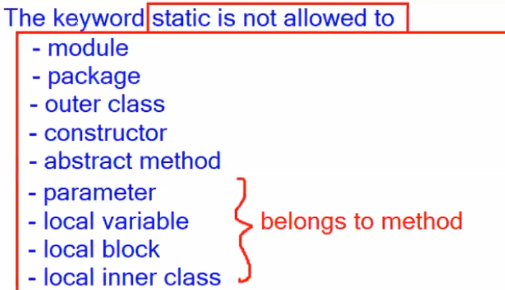 The keyword static is not allowed to
- module
- package
- outer class
- constructor
- abstract method
- parameter
- local variable
- local block
- local inner class
belongs to method